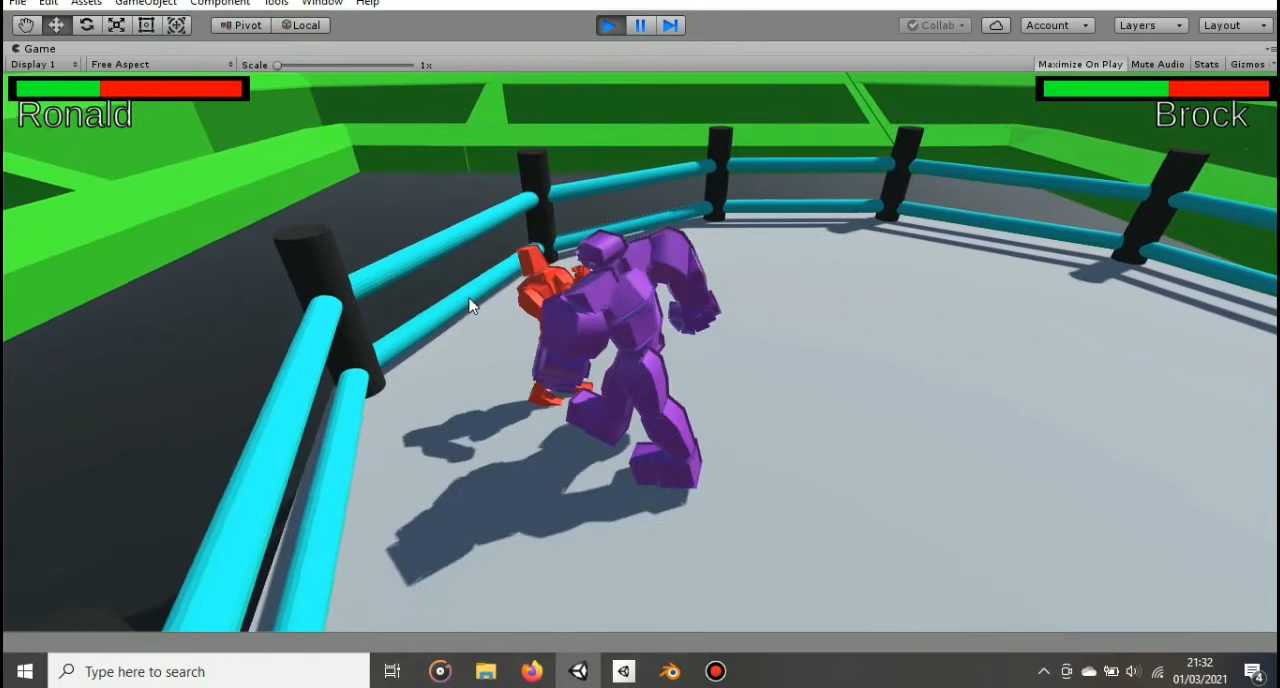 File Edit Assets GameObject Component Tools Window Help
Pivot Local Collab Account Layers Layout
Game
Display 1 Free Aspect Scale 1x Maximize On Play Mute Audio Stats Gizmos
Ronald Brock
Type here to search
21:32
01/03/2021
4